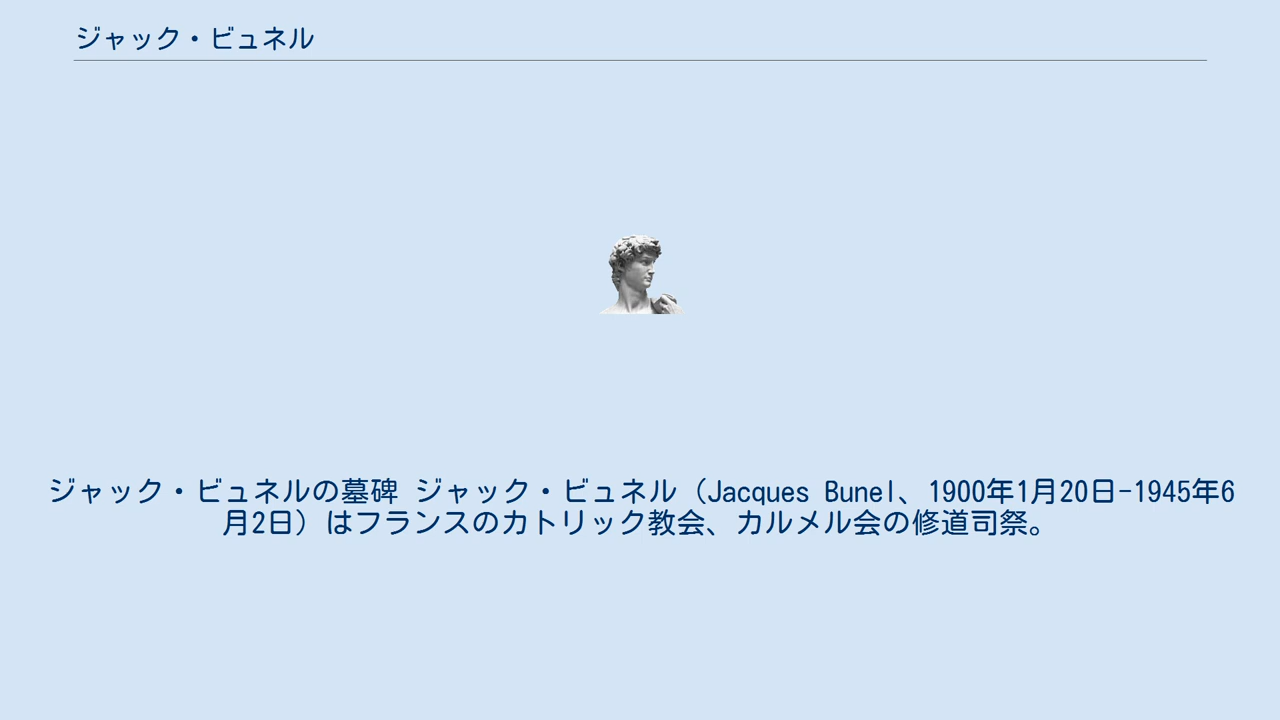 ジャック・ビュネル
ジャック・ビュネルの墓碑 ジャック・ビュネル（Jacques Bunel、1900年1月20日-1945年6
月2日）はフランスのカトリック教会、カルメル会の修道司祭。